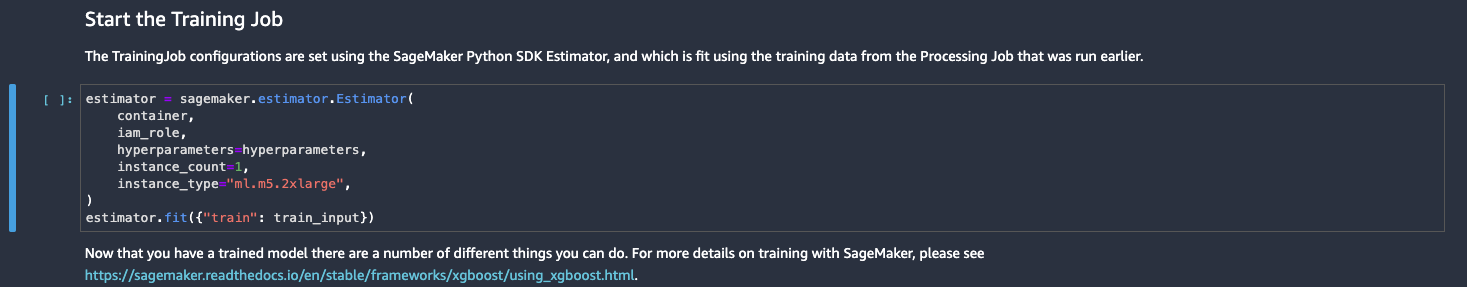 Start the Training Job
The TrainingJob configurations are set using the SageMaker Python SDK Estimator, and which is fit using the training data from the Processing Job that was run earlier.
[ ]: estimator = sagemaker.estimator.Estimator(
    container,
    iam_role,
    hyperparameters=hyperparameters,
    instance_count=1,
    instance_type="ml.m5.2xlarge",
)
estimator.fit({"train": train_input})
Now that you have a trained model there are a number of different things you can do. For more details on training with SageMaker, please see
https://sagemaker.readthedocs.io/en/stable/frameworks/xgboost/using_xgboost.html.